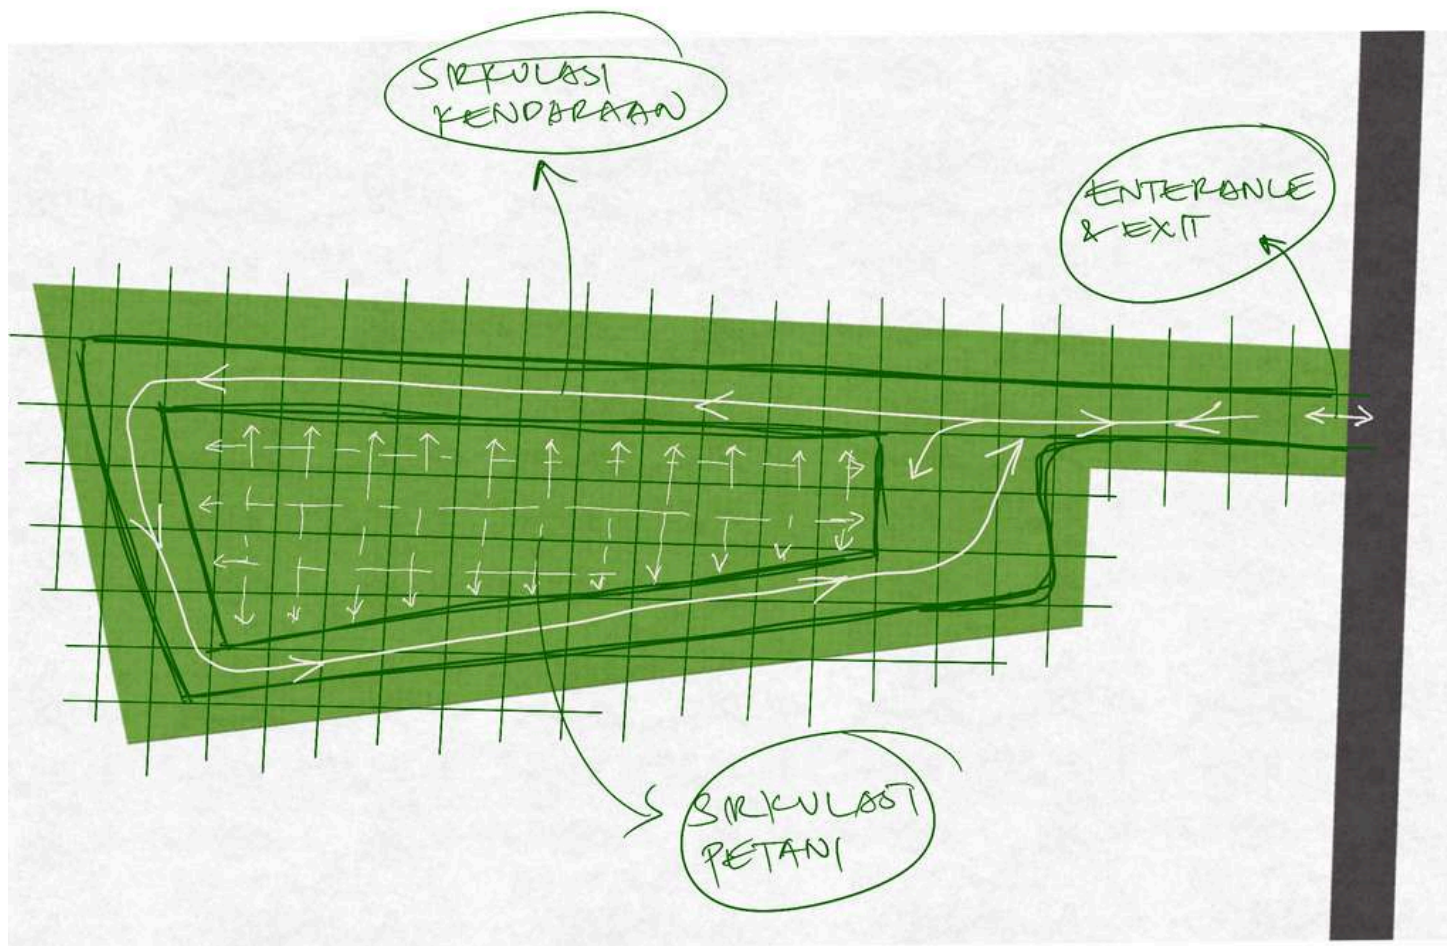 SIRKULASI
KENDARAAN
ENTERANCE
& EXIT
SIRKULASI
PETANI